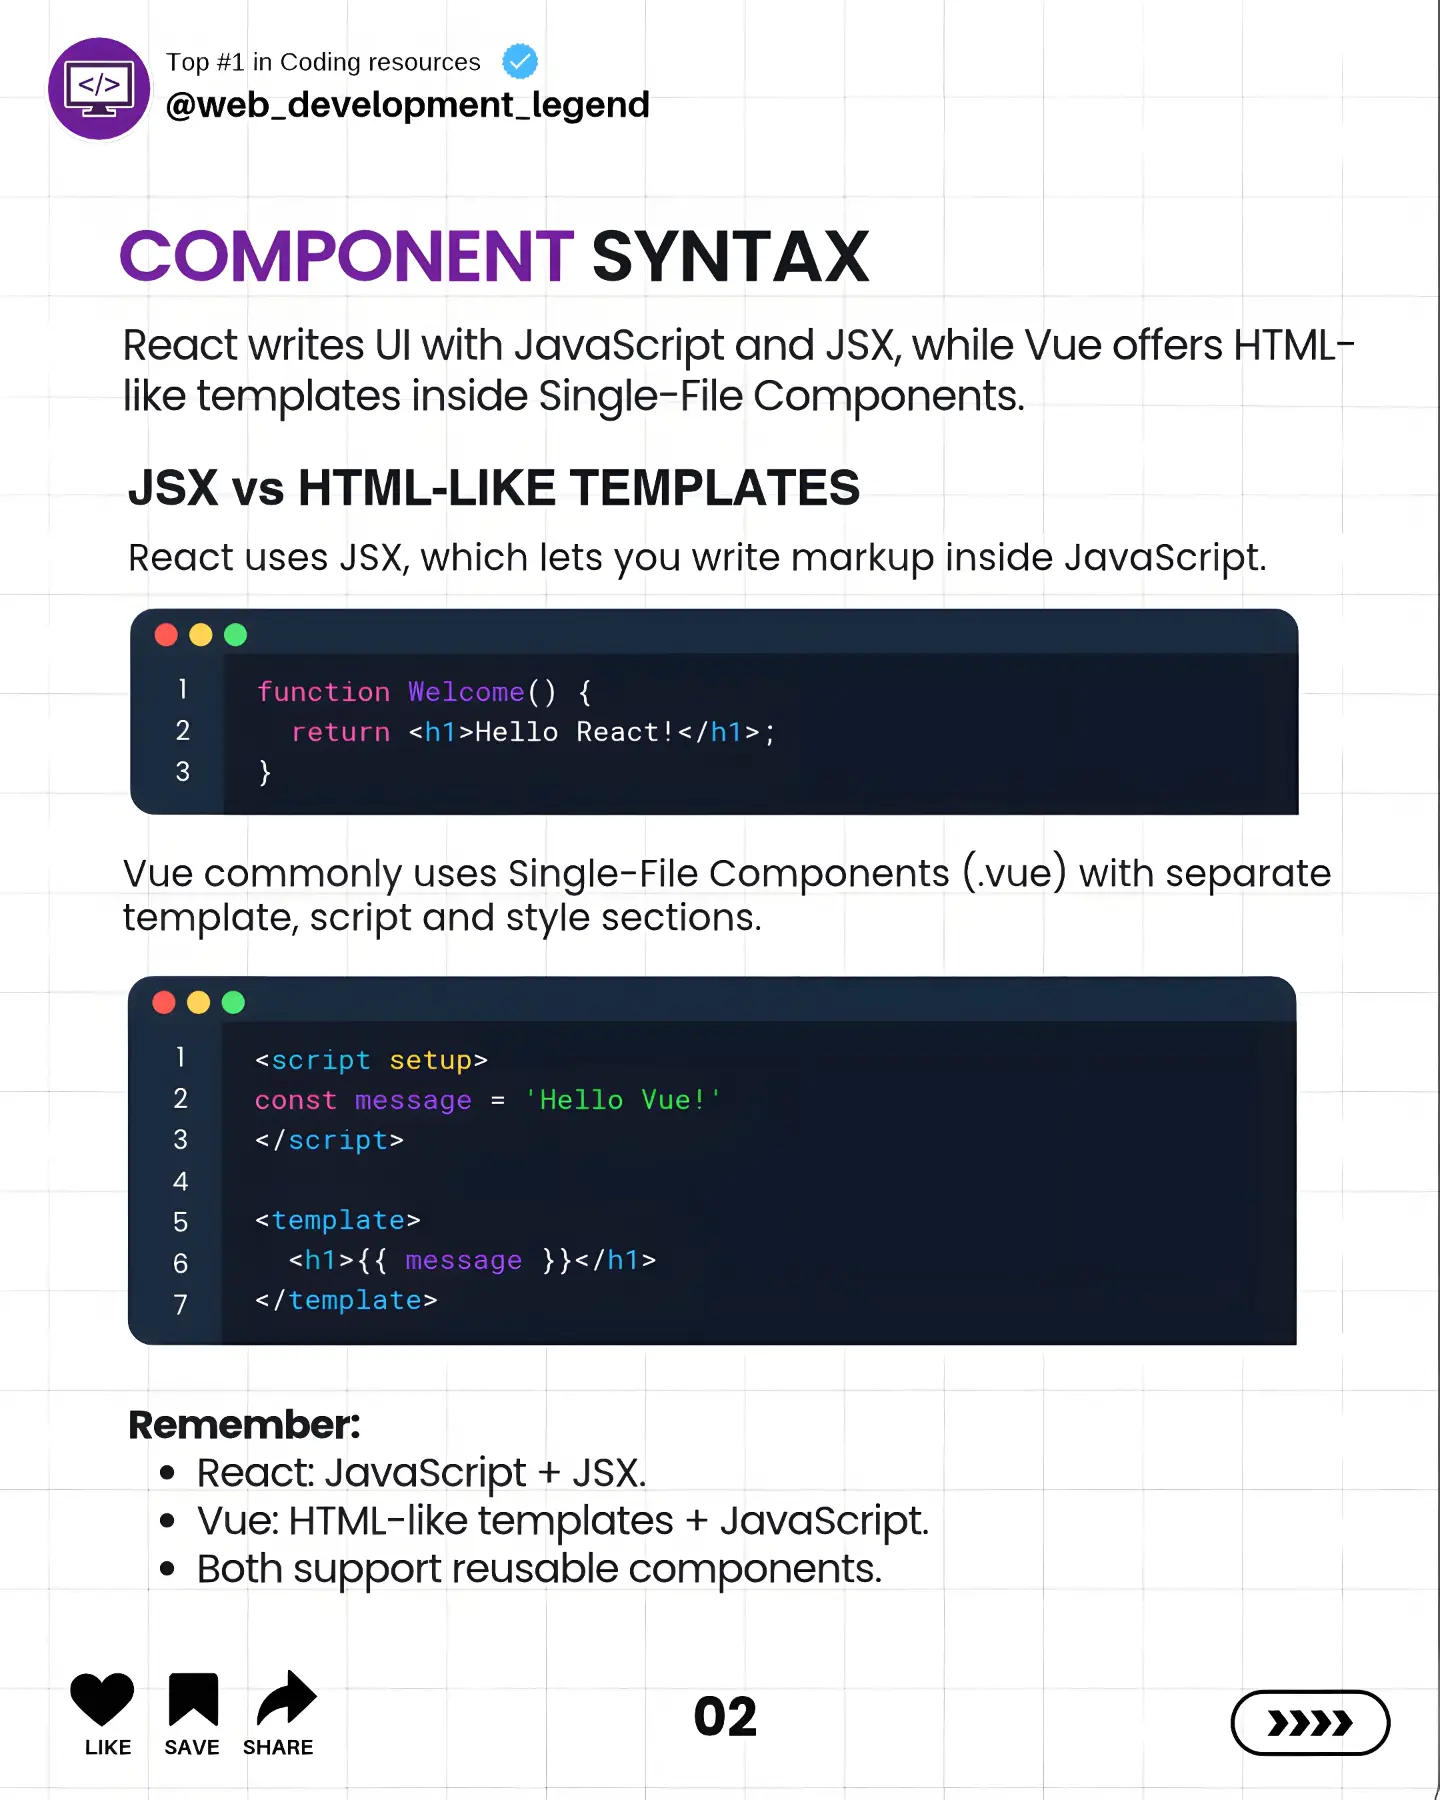 </>
Top #1 in Coding resources
@web_development_legend
COMPONENT SYNTAX
React writes UI with JavaScript and JSX, while Vue offers HTML-
like templates inside Single-File Components.
JSX vs HTML-LIKE TEMPLATES
React uses JSX, which lets you write markup inside JavaScript.
1 function Welcome() {
2   return <h1>Hello React!</h1>;
3 }
Vue commonly uses Single-File Components (.vue) with separate
template, script and style sections.
1 <script setup>
2 const message = 'Hello Vue!'
3 </script>
4
5 <template>
6   <h1>{{ message }}</h1>
7 </template>
Remember:
• React: JavaScript + JSX.
• Vue: HTML-like templates + JavaScript.
• Both support reusable components.
LIKE SAVE SHARE
02